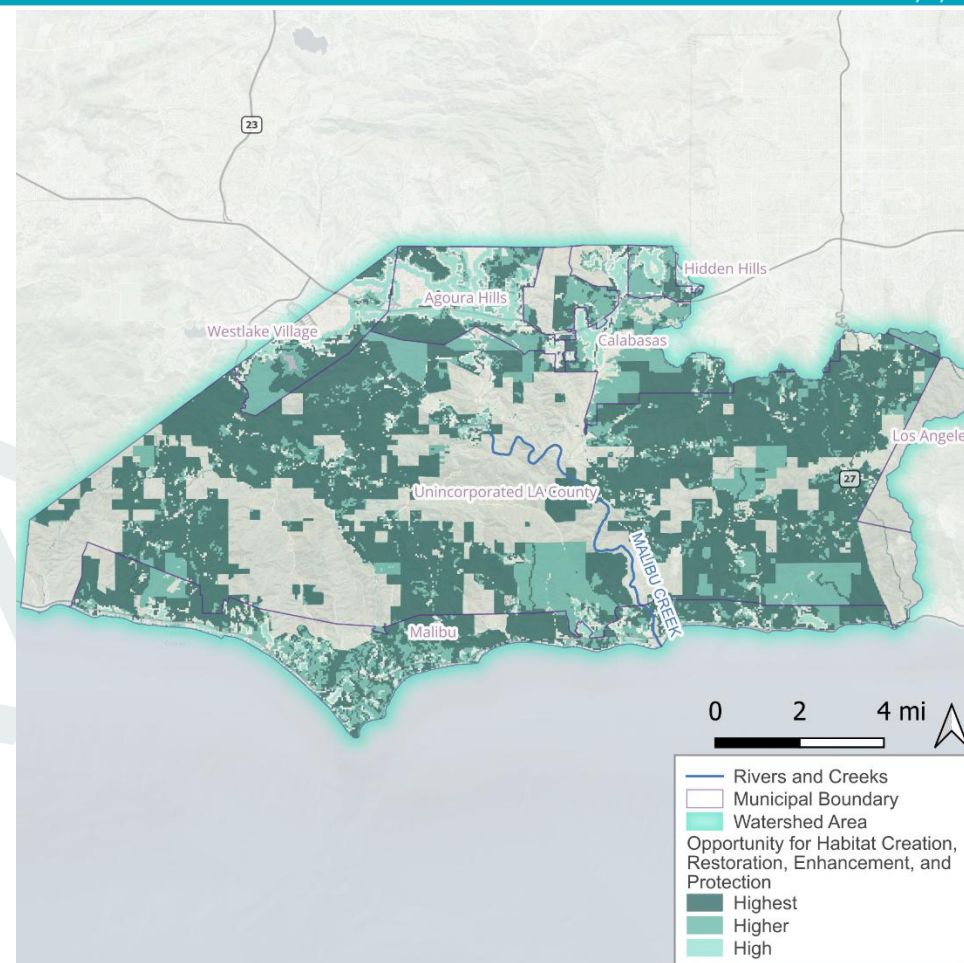 23
Hidden Hills
Agoura Hills
Westlake Village
Calabasas
Los Angele
27
Unincorporated LA County
MALIBU CREEK
Malibu
0 2 4 mi
Rivers and Creeks
Municipal Boundary
Watershed Area
Opportunity for Habitat Creation,
Restoration, Enhancement, and
Protection
Highest
Higher
High